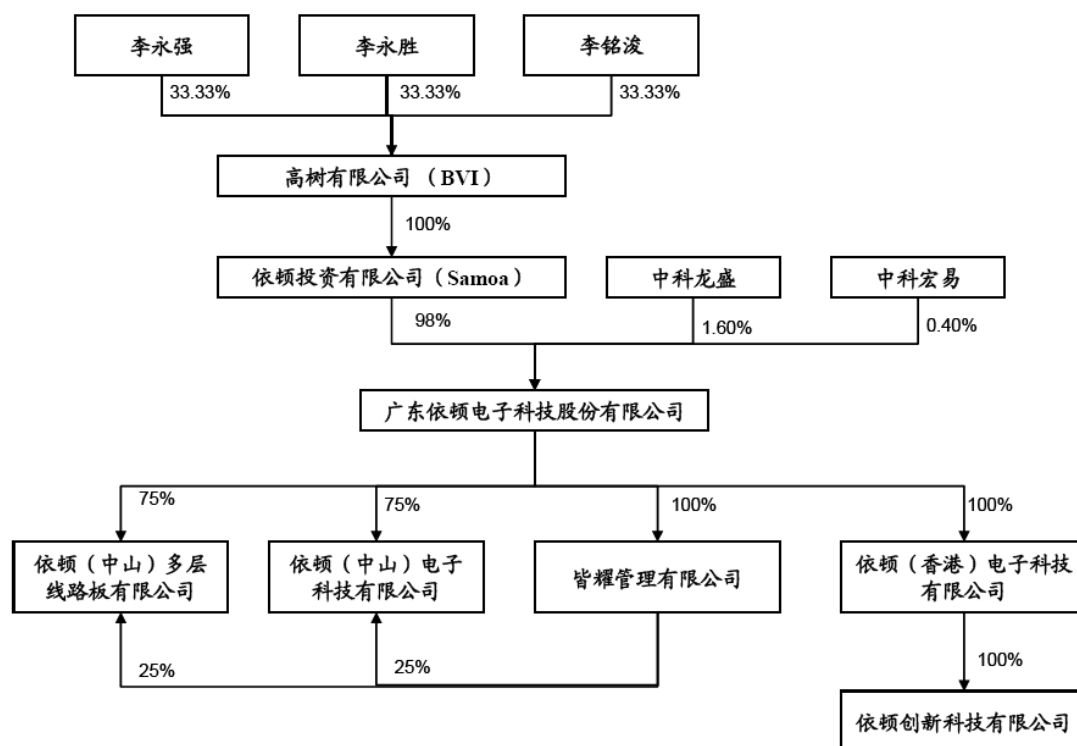 李永强
李永胜
李铭浚
33.33%
33.33%
33.33%
高树有限公司 （BVI）
100%
依顿投资有限公司（Samoa）
中科龙盛
中科宏易
98%
1.60%
0.40%
广东依顿电子科技股份有限公司
75%
75%
100%
100%
依顿（中山）多层
线路板有限公司
依顿（中山）电子
科技有限公司
皆耀管理有限公司
依顿（香港）电子科技
有限公司
25%
25%
100%
依顿创新科技有限公司